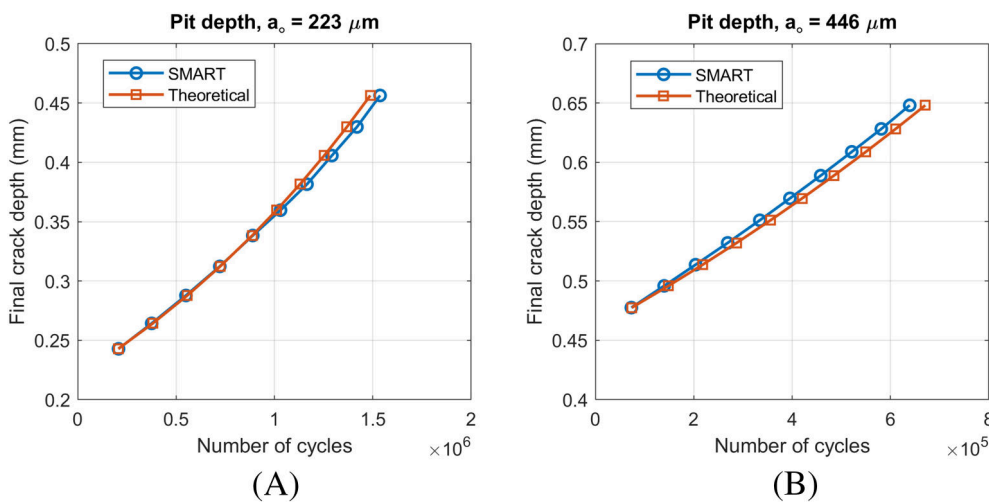 Pit depth, aₒ = 223 μm
0.5
0.45
0.4
0.35
0.3
0.25
0.2
Final crack depth (mm)
SMART
Theoretical
0
0.5
1
1.5
2
×10⁶
Number of cycles
(A)
Pit depth, aₒ = 446 μm
0.7
0.65
0.6
0.55
0.5
0.45
0.4
Final crack depth (mm)
SMART
Theoretical
0
2
4
6
8
×10⁵
Number of cycles
(B)